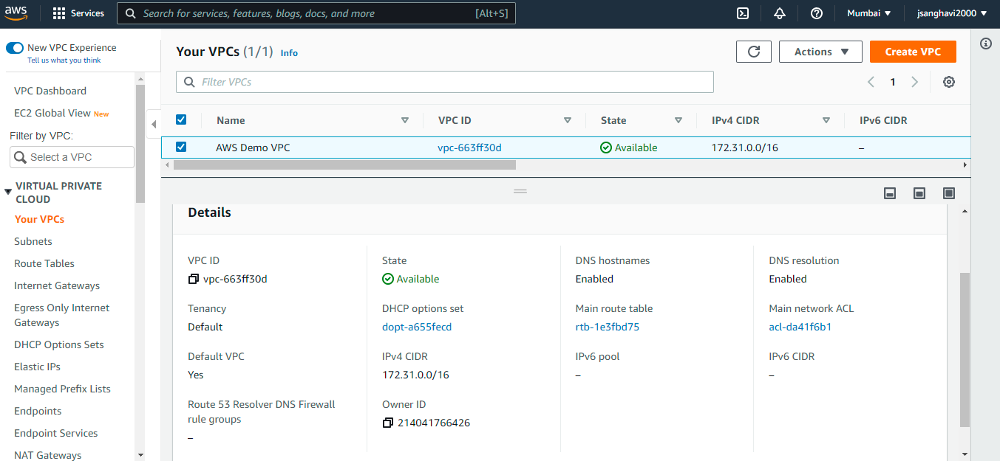 aws
Services
Search for services, features, blogs, docs, and more [Alt+S]
Mumbai ▼
jsanghavi2000 ▼
New VPC Experience
Tell us what you think
VPC Dashboard
EC2 Global View New
Filter by VPC:
Select a VPC
VIRTUAL PRIVATE
CLOUD
Your VPCs
Subnets
Route Tables
Internet Gateways
Egress Only Internet
Gateways
DHCP Options Sets
Elastic IPs
Managed Prefix Lists
Endpoints
Endpoint Services
NAT Gateways
Your VPCs (1/1) Info
Actions ▼
Create VPC
Filter VPCs
1
Name VPC ID State IPv4 CIDR IPv6 CIDR
AWS Demo VPC vpc-663ff30d Available 172.31.0.0/16 –
Details
VPC ID
vpc-663ff30d
State
Available
DNS hostnames
Enabled
DNS resolution
Enabled
Tenancy
Default
DHCP options set
dopt-a655fecd
Main route table
rtb-1e3fbd75
Main network ACL
acl-da41f6b1
Default VPC
Yes
IPv4 CIDR
172.31.0.0/16
IPv6 pool
–
IPv6 CIDR
–
Route 53 Resolver DNS Firewall
rule groups
–
Owner ID
214041766426